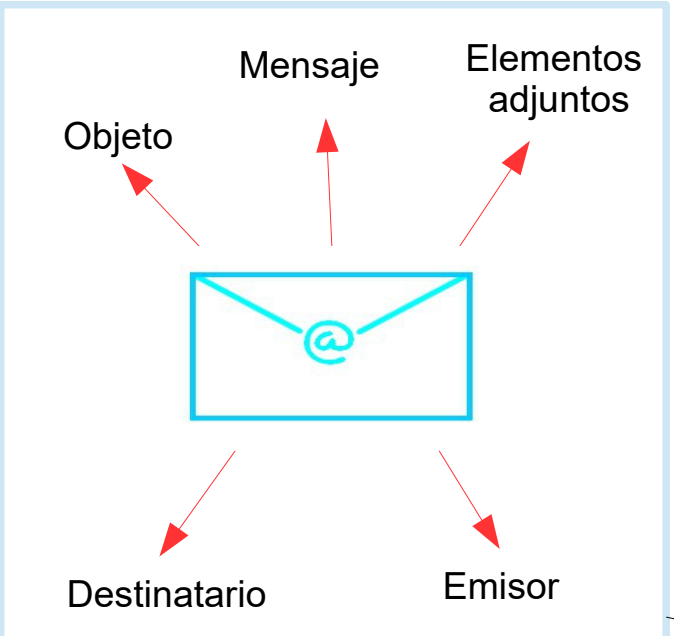 Mensaje
Elementos
adjuntos
Objeto
@
Destinatario
Emisor